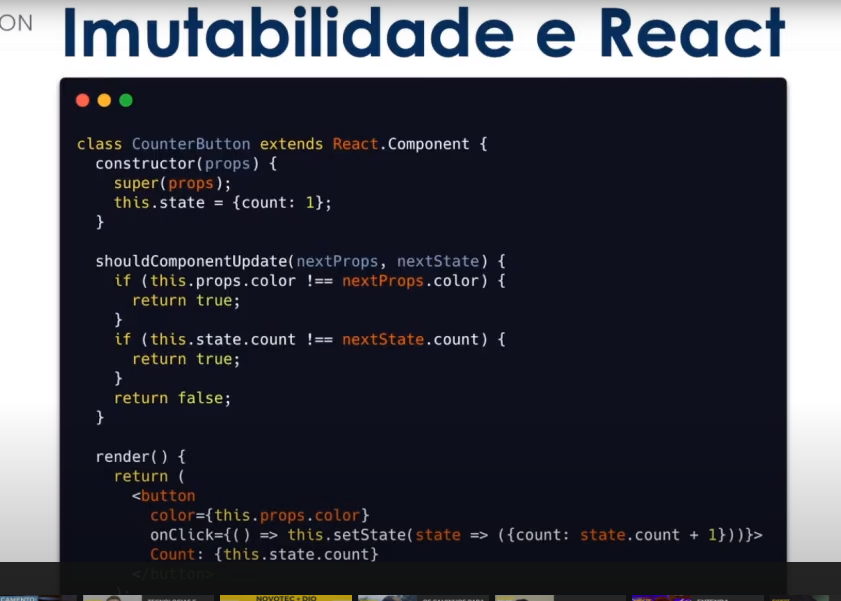 ON
Imutabilidade e React
class CounterButton extends React.Component {
  constructor(props) {
    super(props);
    this.state = {count: 1};
  }

  shouldComponentUpdate(nextProps, nextState) {
    if (this.props.color !== nextProps.color) {
      return true;
    }
    if (this.state.count !== nextState.count) {
      return true;
    }
    return false;
  }

  render() {
    return (
      <button
        color={this.props.color}
        onClick={() => this.setState(state => ({count: state.count + 1}))}>
        Count: {this.state.count}
      </button>
NOVOTEC + DIO